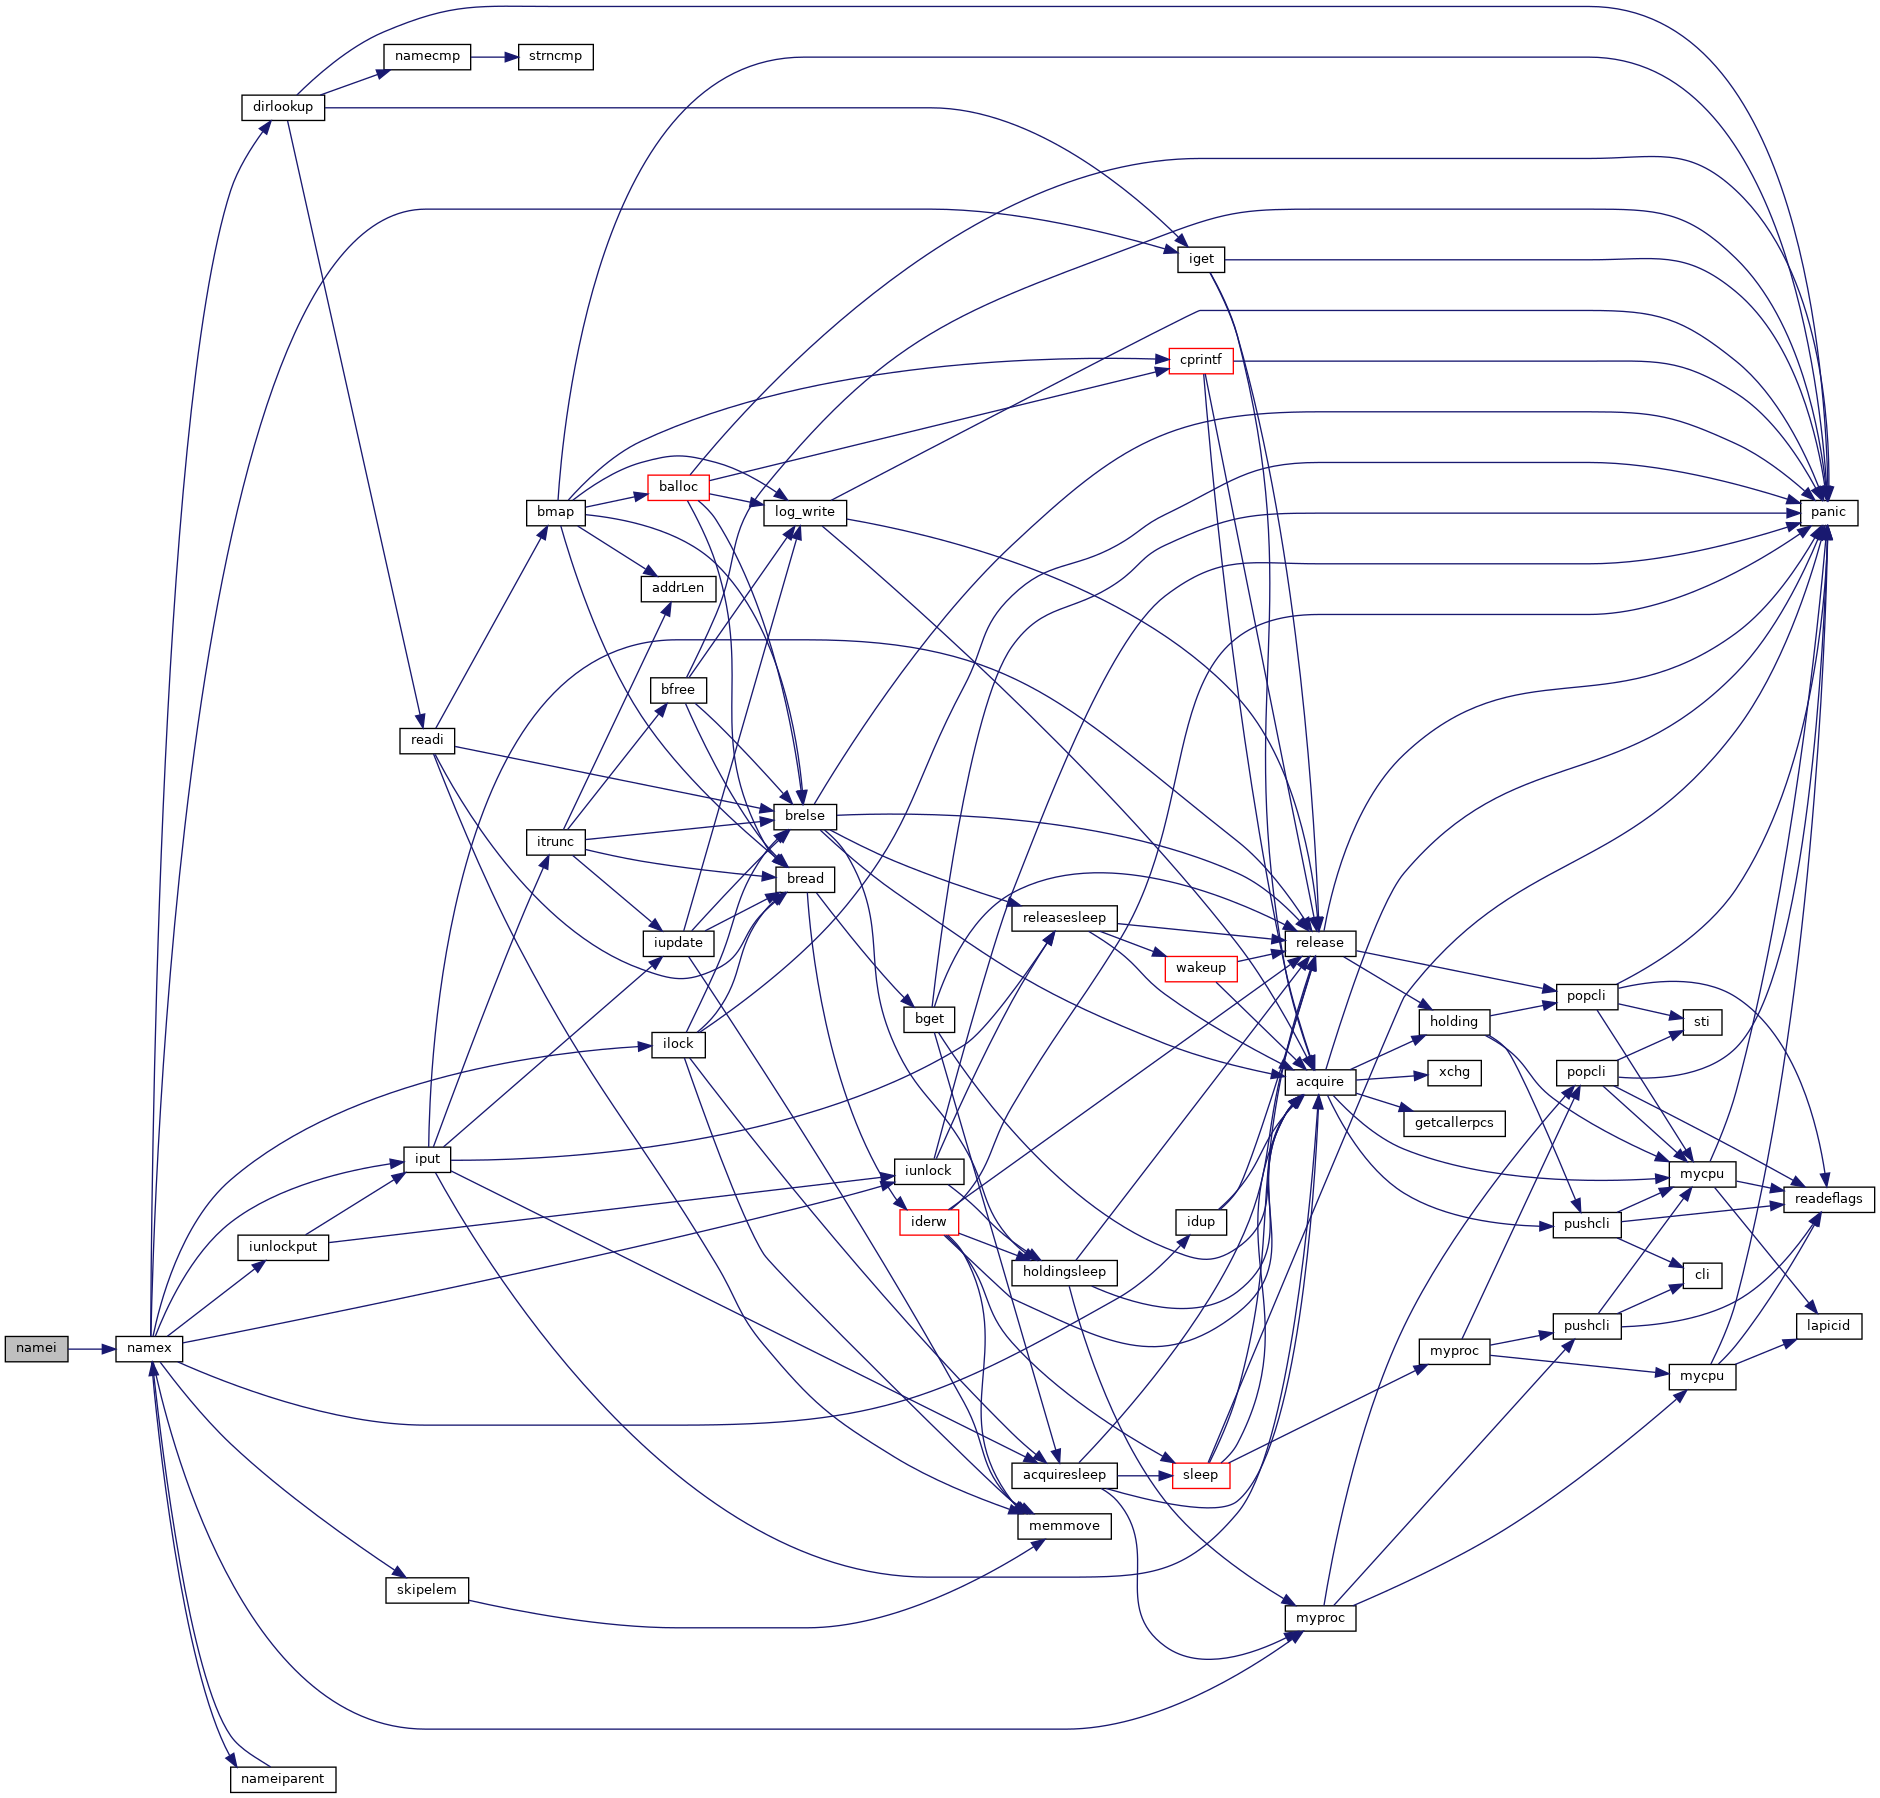 namecmp
strncmp
dirlookup
iget
cprintf
balloc
bmap
log_write
panic
addrLen
bfree
readi
brelse
itrunc
bread
releasesleep
iupdate
release
wakeup
popcli
bget
holding
sti
ilock
xchg
popcli
acquire
getcallerpcs
iput
iunlock
mycpu
readeflags
iderw
idup
pushcli
iunlockput
holdingsleep
cli
pushcli
lapicid
namei
namex
myproc
mycpu
acquiresleep
sleep
memmove
skipelem
myproc
nameiparent